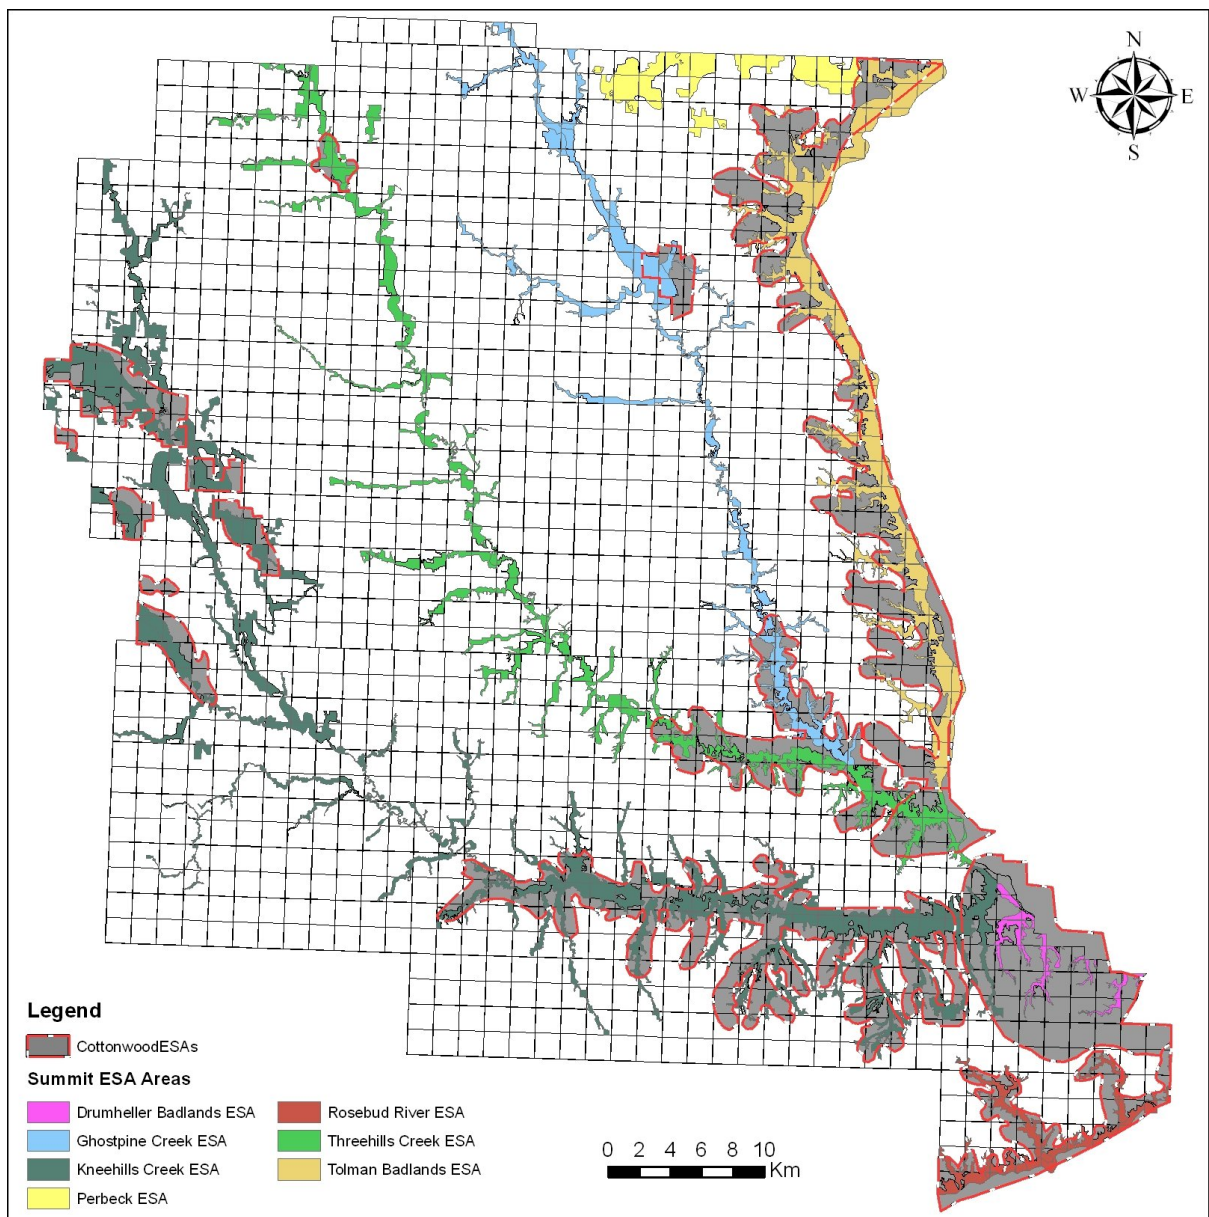 N
W E
S
Legend
CottonwoodESAs
Summit ESA Areas
Drumheller Badlands ESA
Rosebud River ESA
Ghostpine Creek ESA
Threehills Creek ESA
Kneehills Creek ESA
Tolman Badlands ESA
Perbeck ESA
0 2 4 6 8 10
Km